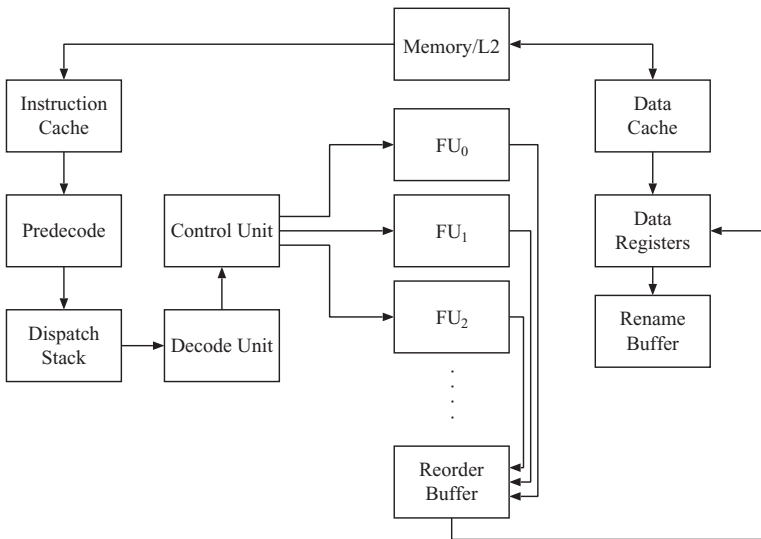 Memory/L2
Instruction
Cache
Data
Cache
FU₀
Predecode
Control Unit
FU₁
Data
Registers
Dispatch
Stack
Decode Unit
FU₂
Rename
Buffer
Reorder
Buffer